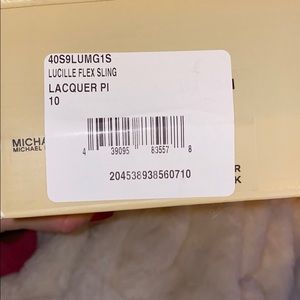 40S9LUMG1S
LUCILLE FLEX SLING
LACQUER PI
10
MICHA
MICHAEL
4 39095 83557 8
R
K
204538938560710